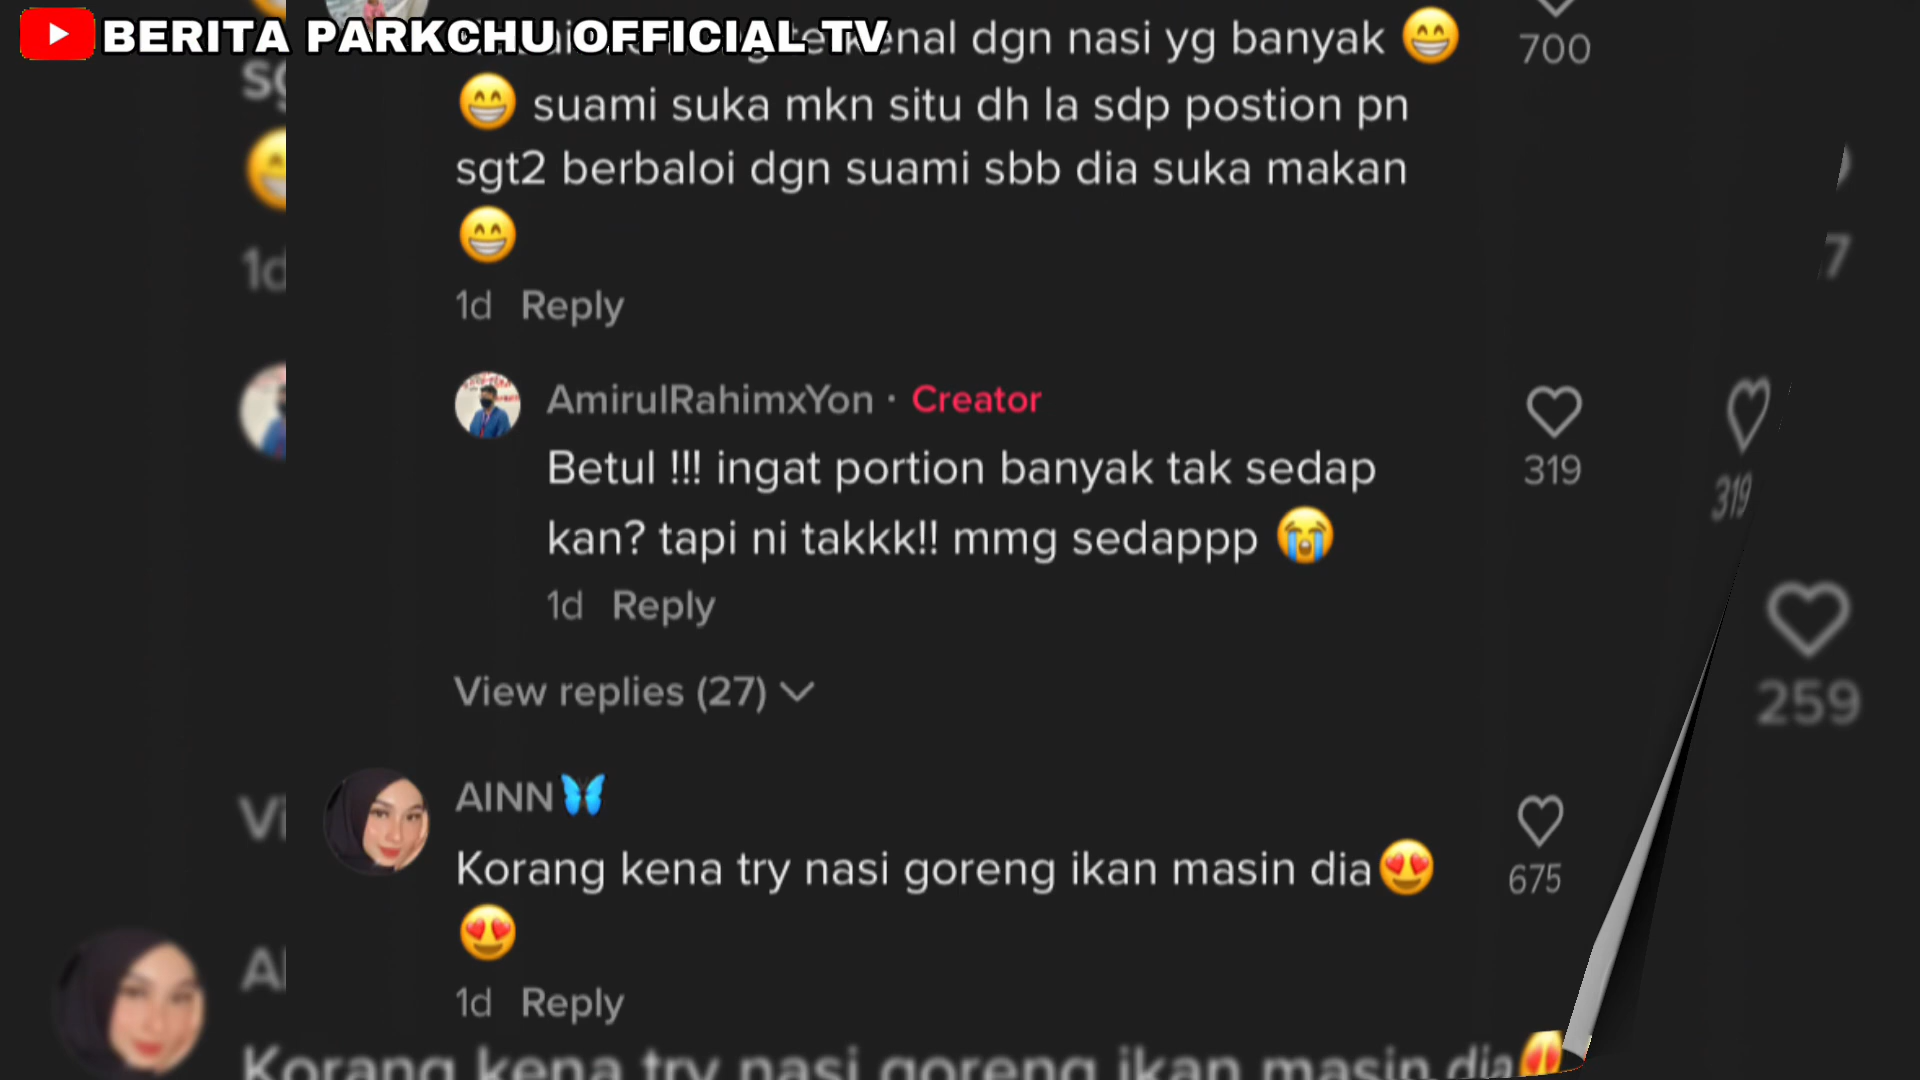 BERITA PARKCHU OFFICIAL TV
dgn nasi yg banyak 😁
700
😁 suami suka mkn situ dh la sdp postion pn
sgt2 berbaloi dgn suami sbb dia suka makan
😁
1d Reply
AmirulRahimxYon · Creator
Betul !!! ingat portion banyak tak sedap
kan? tapi ni takkk!! mmg sedappp 😭
319
319
1d Reply
View replies (27)
259
AINN🦋
Korang kena try nasi goreng ikan masin dia😍
😍
675
1d Reply
Korang kena try nasi goreng ikan masin dia